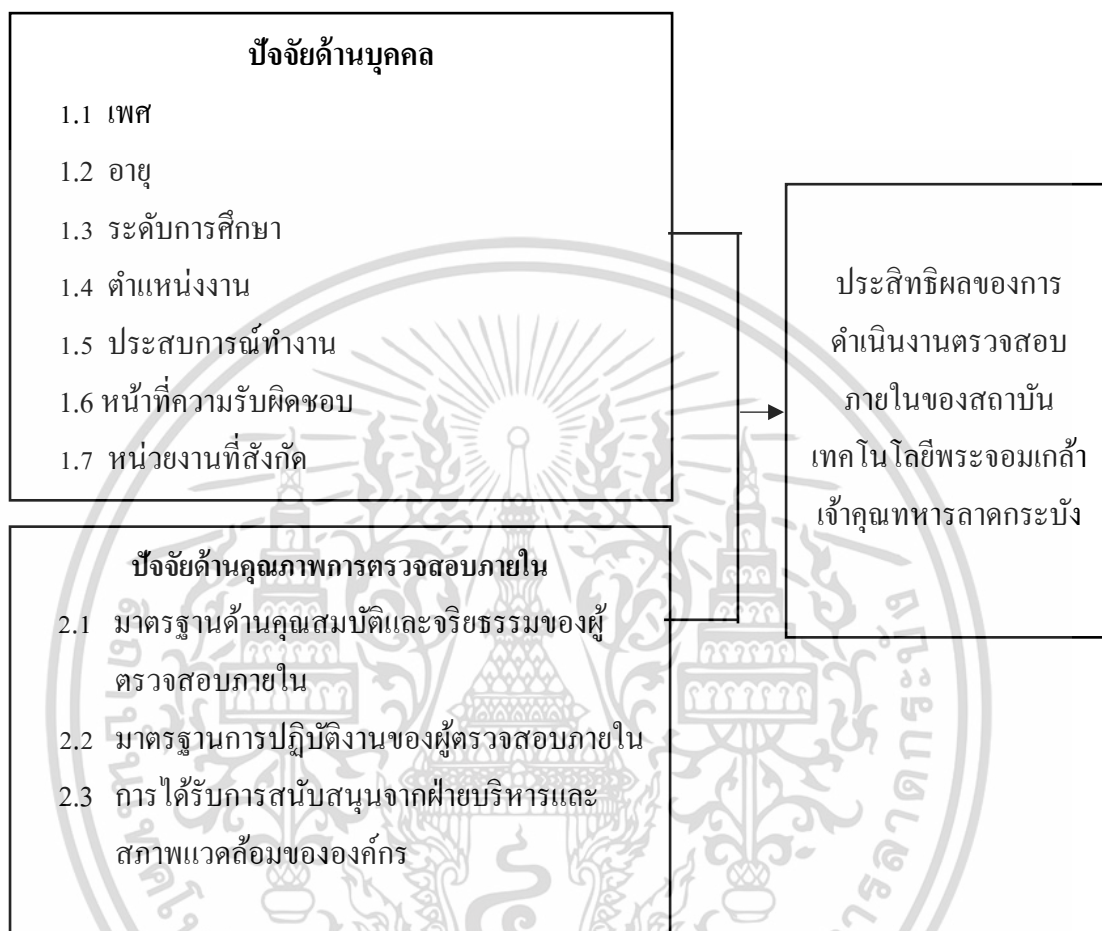 ปัจจัยด้านบุคคล
1.1 เพศ
1.2 อายุ
1.3 ระดับการศึกษา
1.4 ตำแหน่งงาน
1.5 ประสบการณ์ทำงาน
1.6 หน้าที่ความรับผิดชอบ
1.7 หน่วยงานที่สังกัด
ปัจจัยด้านคุณภาพการตรวจสอบภายใน
2.1 มาตรฐานด้านคุณสมบัติและจริยธรรมของผู้
ตรวจสอบภายใน
2.2 มาตรฐานการปฏิบัติงานของผู้ตรวจสอบภายใน
2.3 การได้รับการสนับสนุนจากฝ่ายบริหารและ
สภาพแวดล้อมขององค์กร
ประสิทธิผลของการ
ดำเนินงานตรวจสอบ
ภายในของสถาบัน
เทคโนโลยีพระจอมเกล้า
เจ้าคุณทหารลาดกระบัง